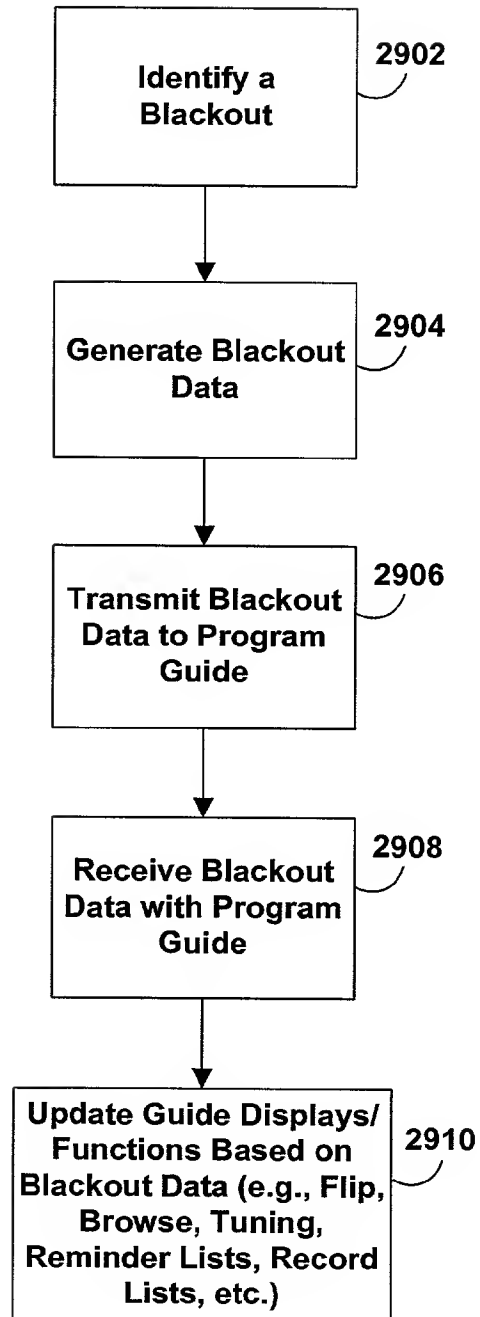 2902
Identify a
Blackout
2904
Generate Blackout
Data
2906
Transmit Blackout
Data to Program
Guide
2908
Receive Blackout
Data with Program
Guide
2910
Update Guide Displays/
Functions Based on
Blackout Data (e.g., Flip,
Browse, Tuning,
Reminder Lists, Record
Lists, etc.)